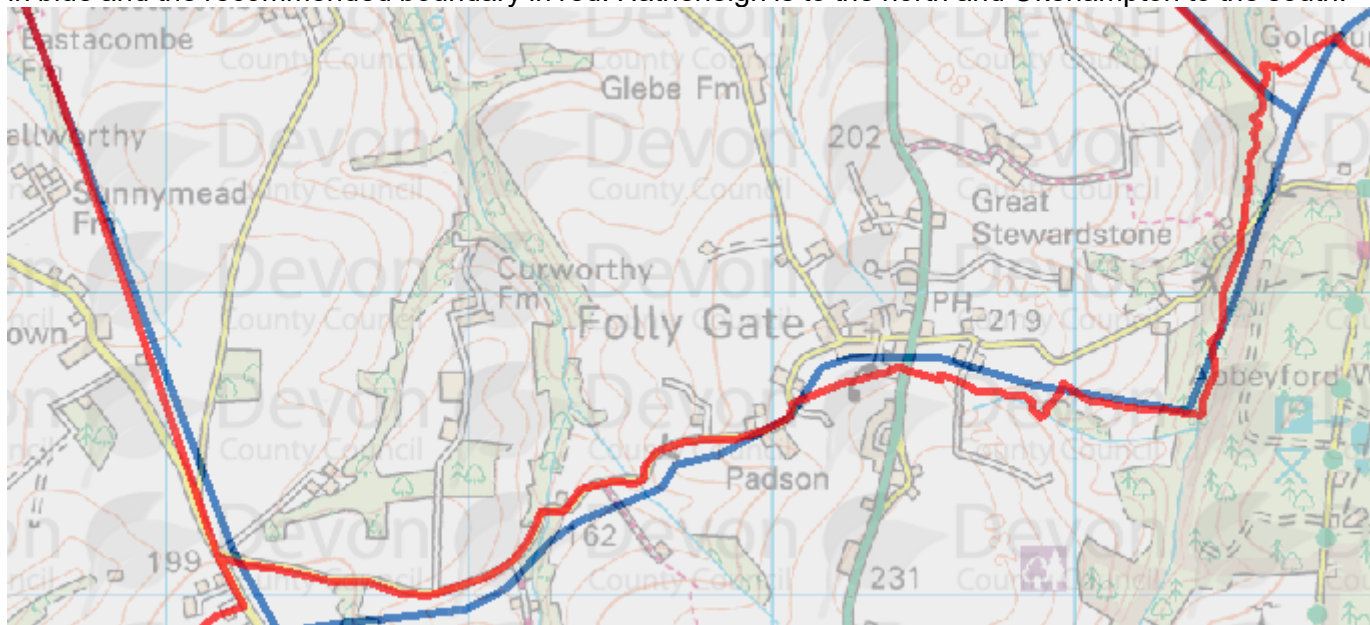 in blue and the recommended boundary in red. Hatherleigh is to the north and Okehampton to the south.
Eastacombe
Fm
Glebe Fm
180
202
allworthy
Sunnymead
Fm
Great
Stewardstone
Curworthy
Fm
own
Folly Gate
PH
219
Padson
162
199
231
Devon
County Council